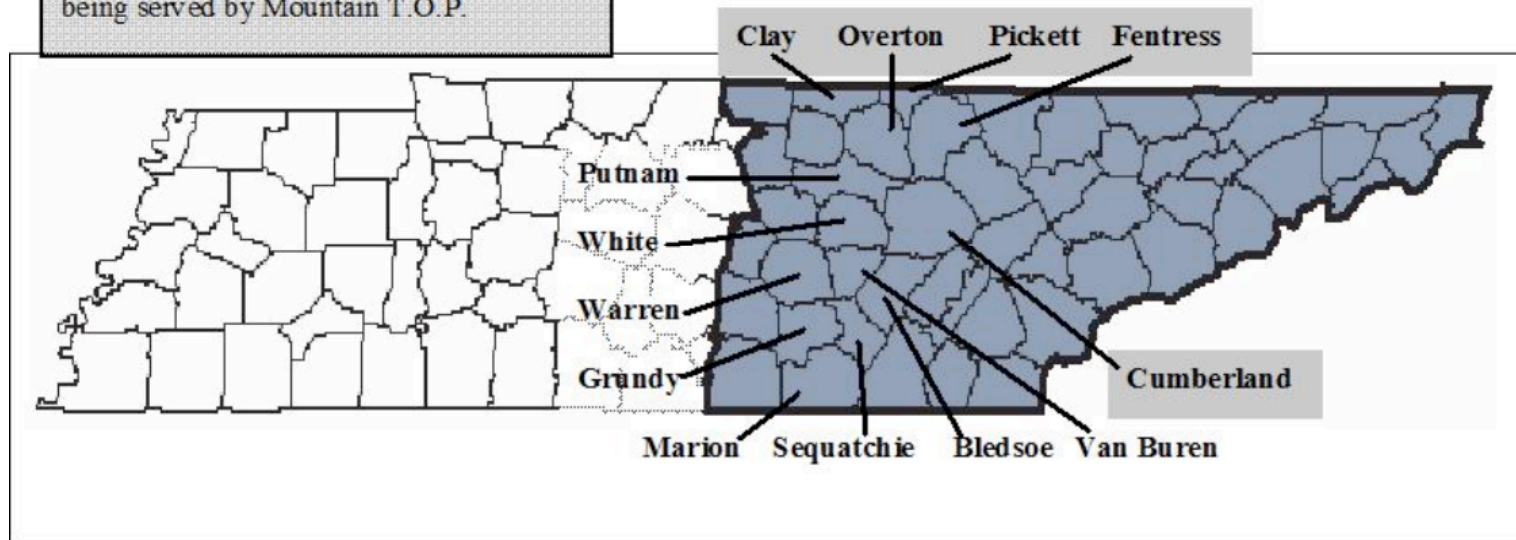 being served by Mountain T.O.P.
Clay Overton Pickett Fentress
Putnam
White
Warren
Grundy
Cumberland
Marion Sequatchie Bledsoe Van Buren